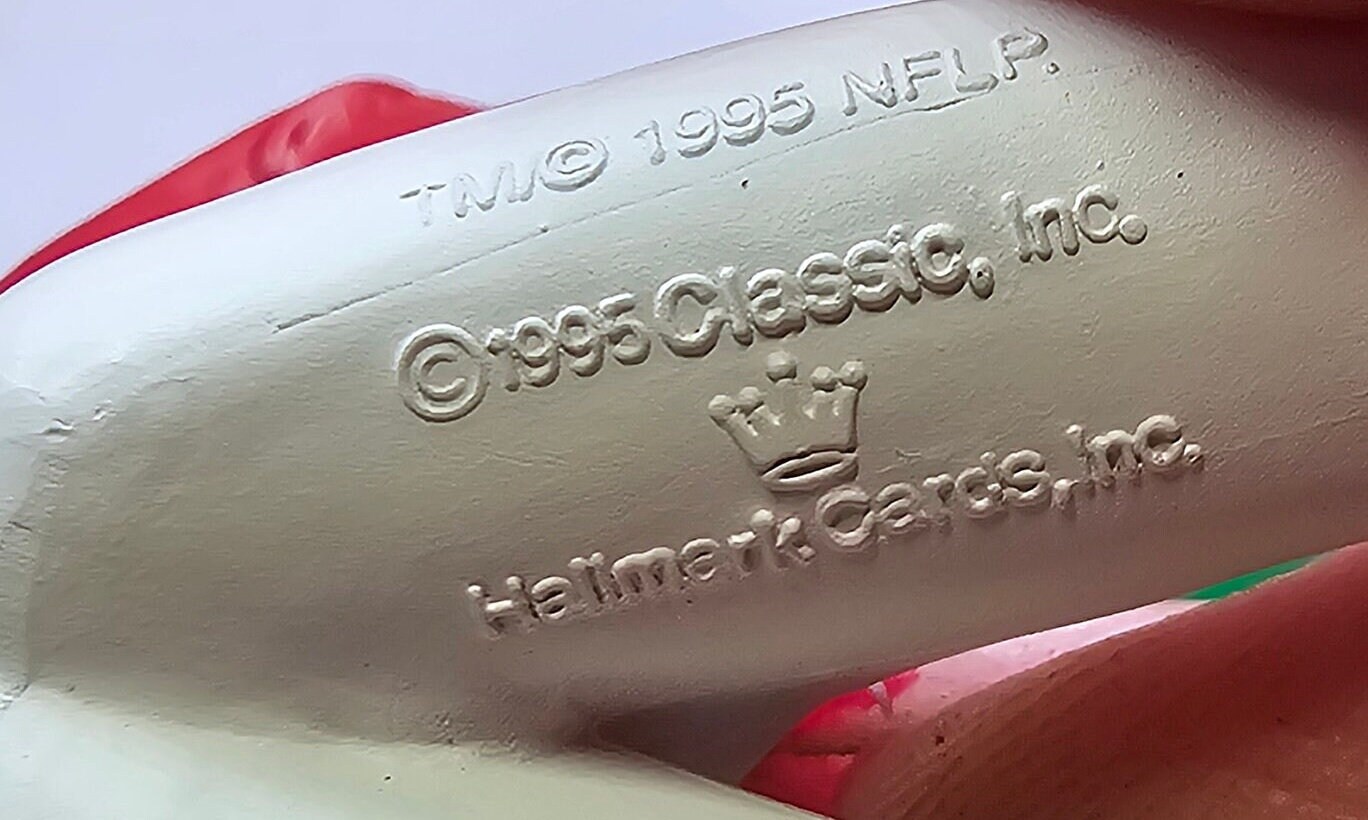 TM/© 1995 NFLP.
©1995 Classic, Inc.
Hallmark Cards, Inc.